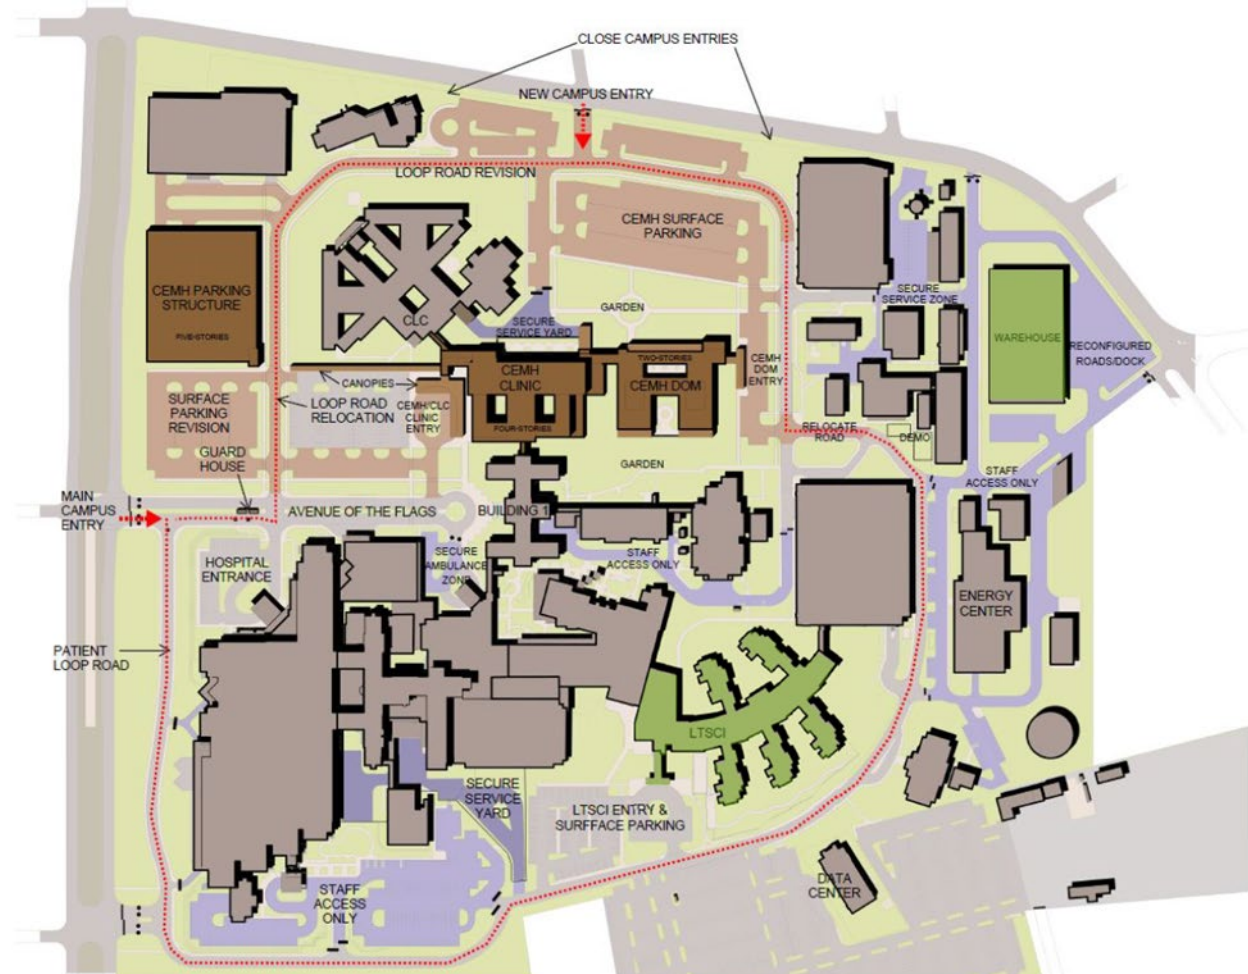 CLOSE CAMPUS ENTRIES
NEW CAMPUS ENTRY
LOOP ROAD REVISION
CEMH SURFACE
PARKING
CEMH PARKING
STRUCTURE
FIVE-STORIES
CLC
SECURE
SERVICE YARD
GARDEN
SECURE
SERVICE ZONE
WAREHOUSE
RECONFIGURED
ROADS/DOCK
CANOPIES
CEMH
CLINIC
FOUR-STORIES
TWO-STORIES
CEMH DOM
CEMH
DOM
ENTRY
SURFACE
PARKING
REVISION
LOOP ROAD
RELOCATION
CEMH/CLC
CLINIC
ENTRY
RELOCATE
ROAD
DEMO
GUARD
HOUSE
GARDEN
STAFF
ACCESS ONLY
MAIN
CAMPUS
ENTRY
AVENUE OF THE FLAGS
BUILDING 1
HOSPITAL
ENTRANCE
SECURE
AMBULANCE
ZONE
STAFF
ACCESS ONLY
ENERGY
CENTER
PATIENT
LOOP ROAD
LTSCI
SECURE
SERVICE
YARD
LTSCI ENTRY &
SURFFACE PARKING
STAFF
ACCESS
ONLY
DATA
CENTER